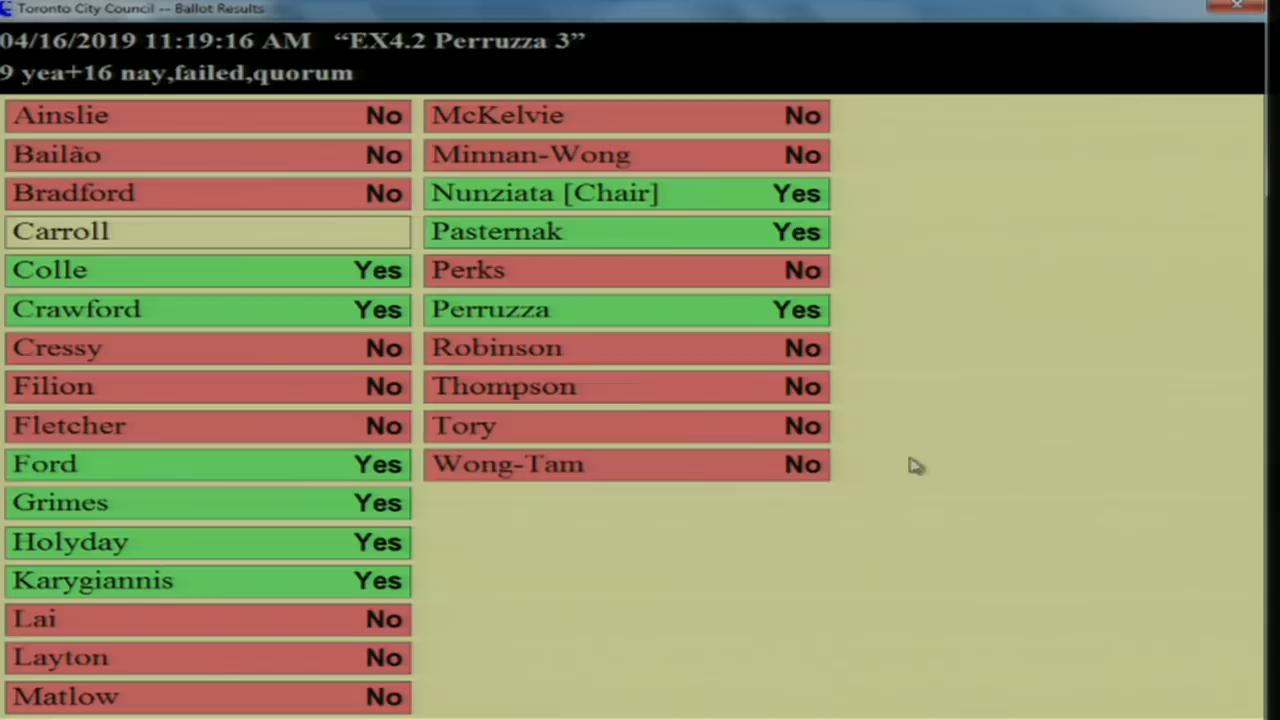 Toronto City Council -- Ballot Results
04/16/2019 11:19:16 AM “EX4.2 Perruzza 3”
9 yea+16 nay,failed,quorum
Ainslie No
Bailão No
Bradford No
Carroll
Colle Yes
Crawford Yes
Cressy No
Filion No
Fletcher No
Ford Yes
Grimes Yes
Holyday Yes
Karygiannis Yes
Lai No
Layton No
Matlow No
McKelvie No
Minnan-Wong No
Nunziata [Chair] Yes
Pasternak Yes
Perks No
Perruzza Yes
Robinson No
Thompson No
Tory No
Wong-Tam No